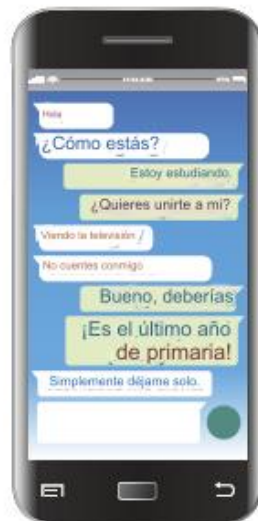 Hola
¿Cómo estás?
Estoy estudiando.
¿Quieres unirte a mi?
Viendo la televisión
No cuentes conmigo
Bueno, deberías
¡Es el último año
de primaria!
Simplemente déjame solo.